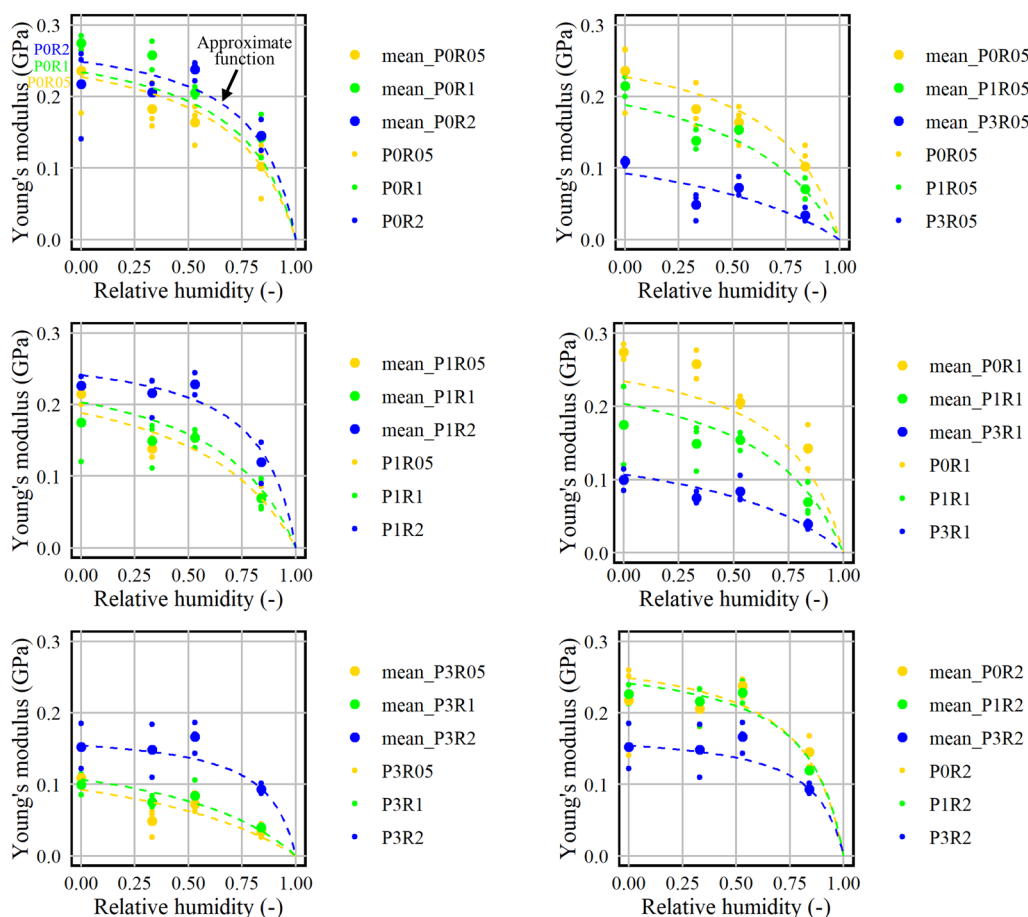 0.3
0.2
0.1
0.0
Young's modulus (GPa)
P0R2
P0R1
P0R05
Approximate
function
0.00 0.25 0.50 0.75 1.00
Relative humidity (-)
mean_P0R05
mean_P0R1
mean_P0R2
P0R05
P0R1
P0R2
0.3
0.2
0.1
0.0
Young's modulus (GPa)
0.00 0.25 0.50 0.75 1.00
Relative humidity (-)
mean_P0R05
mean_P1R05
mean_P3R05
P0R05
P1R05
P3R05
0.3
0.2
0.1
0.0
Young's modulus (GPa)
0.00 0.25 0.50 0.75 1.00
Relative humidity (-)
mean_P1R05
mean_P1R1
mean_P1R2
P1R05
P1R1
P1R2
0.3
0.2
0.1
0.0
Young's modulus (GPa)
0.00 0.25 0.50 0.75 1.00
Relative humidity (-)
mean_P0R1
mean_P1R1
mean_P3R1
P0R1
P1R1
P3R1
0.3
0.2
0.1
0.0
Young's modulus (GPa)
0.00 0.25 0.50 0.75 1.00
Relative humidity (-)
mean_P3R05
mean_P3R1
mean_P3R2
P3R05
P3R1
P3R2
0.3
0.2
0.1
0.0
Young's modulus (GPa)
0.00 0.25 0.50 0.75 1.00
Relative humidity (-)
mean_P0R2
mean_P1R2
mean_P3R2
P0R2
P1R2
P3R2